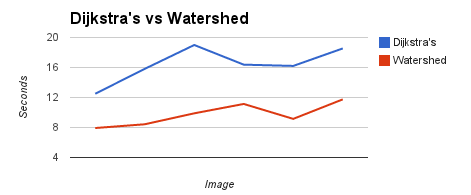 Dijkstra's vs Watershed
20
16
12
8
4
Seconds
Image
Dijkstra's
Watershed